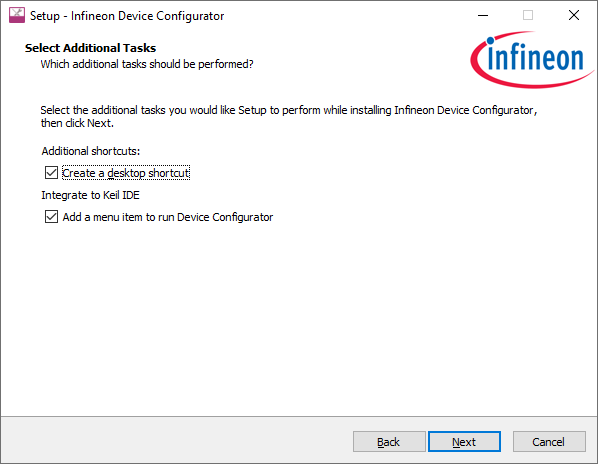 Setup - Infineon Device Configurator
Select Additional Tasks
Which additional tasks should be performed?
infineon
Select the additional tasks you would like Setup to perform while installing Infineon Device Configurator,
then click Next.
Additional shortcuts:
Create a desktop shortcut
Integrate to Keil IDE
Add a menu item to run Device Configurator
Back
Next
Cancel